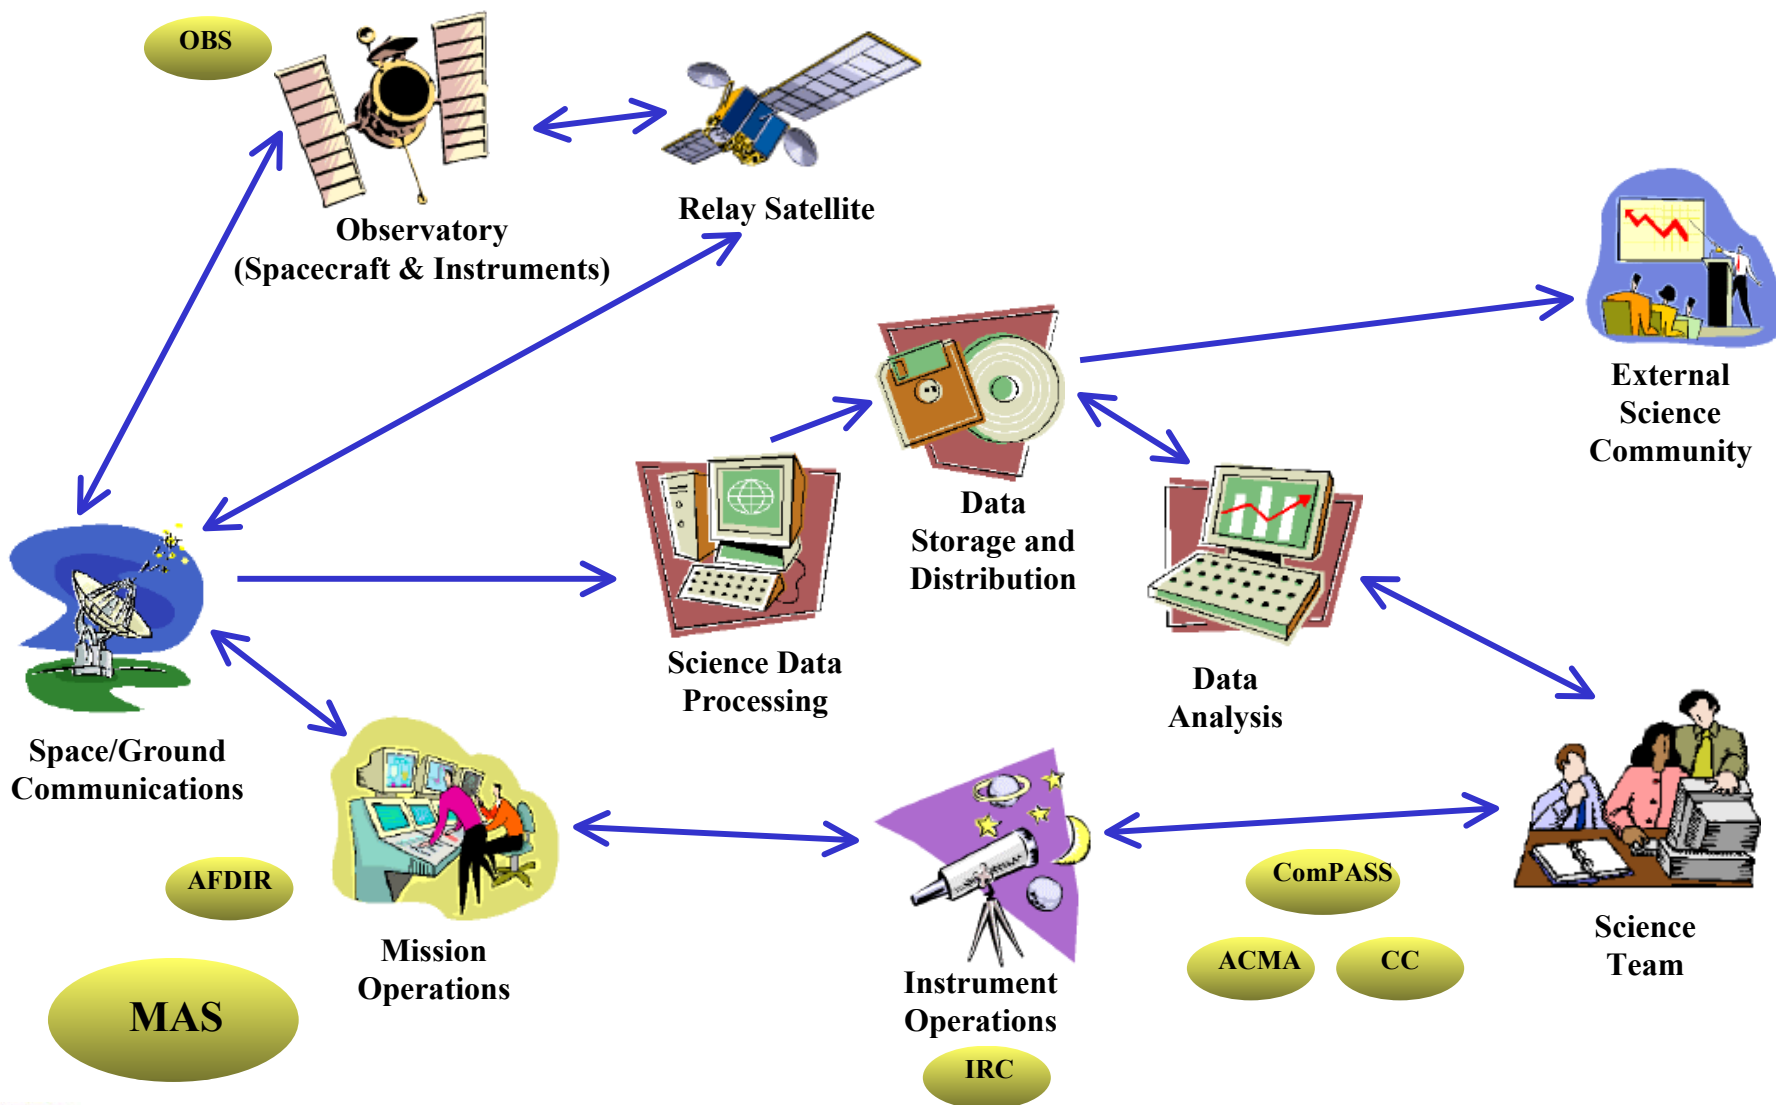 OBS
Observatory
(Spacecraft & Instruments)
Relay Satellite
External
Science
Community
Data
Storage and
Distribution
Science Data
Processing
Data
Analysis
Space/Ground
Communications
AFDIR
Mission
Operations
MAS
Instrument
Operations
IRC
ComPASS
ACMA
CC
Science
Team